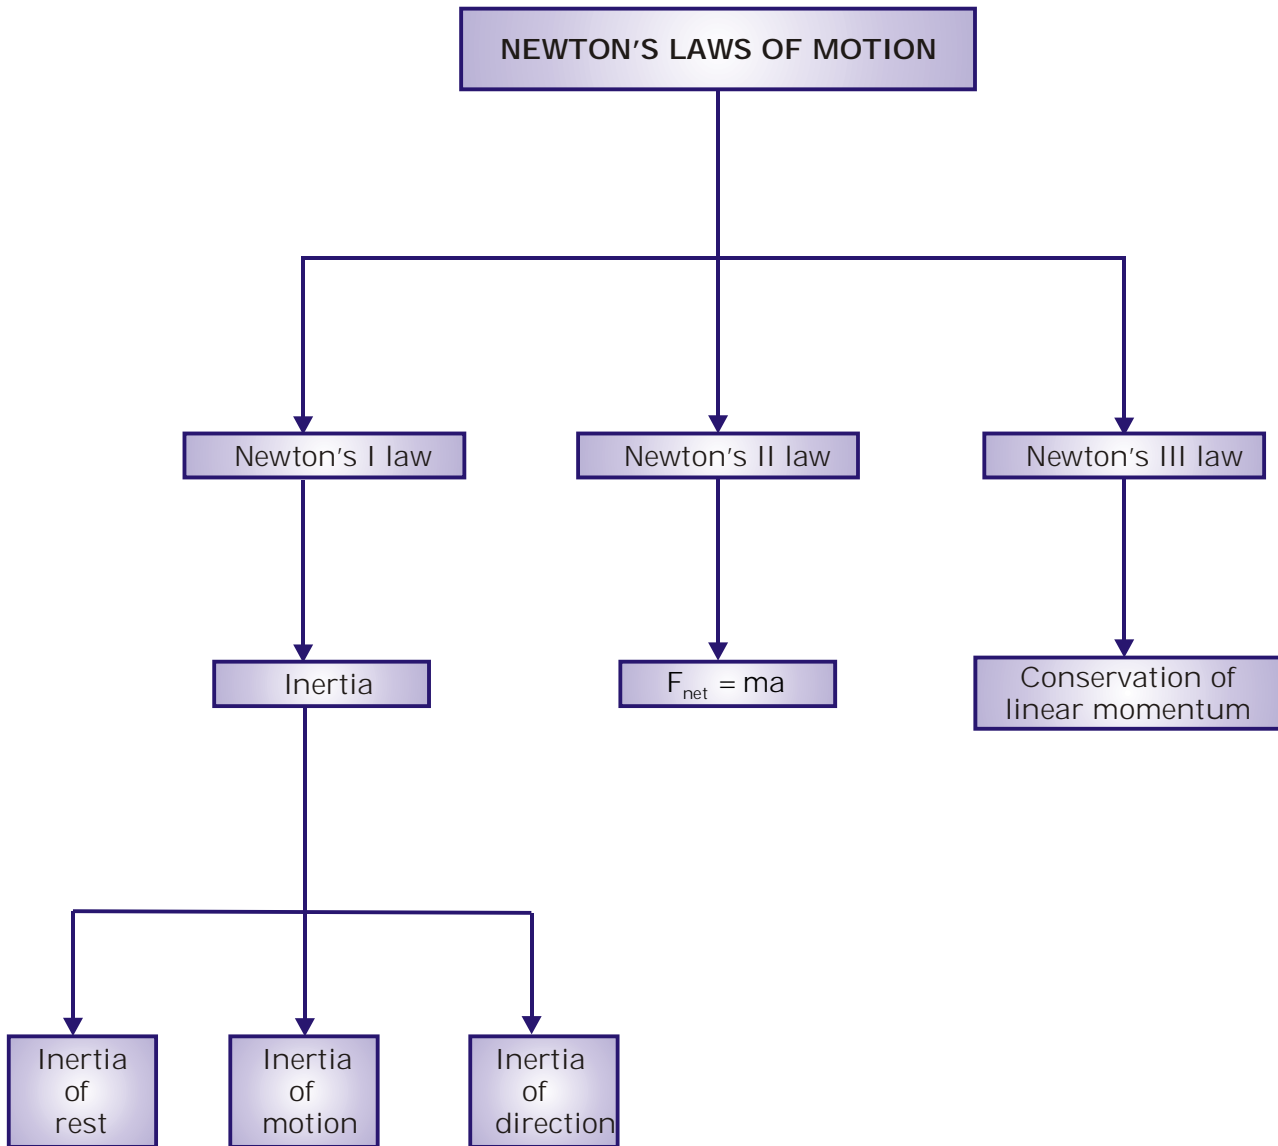 NEWTON'S LAWS OF MOTION
Newton's I law
Newton's II law
Newton's III law
Inertia
Fnet = ma
Conservation of
linear momentum
Inertia
of
rest
Inertia
of
motion
Inertia
of
direction